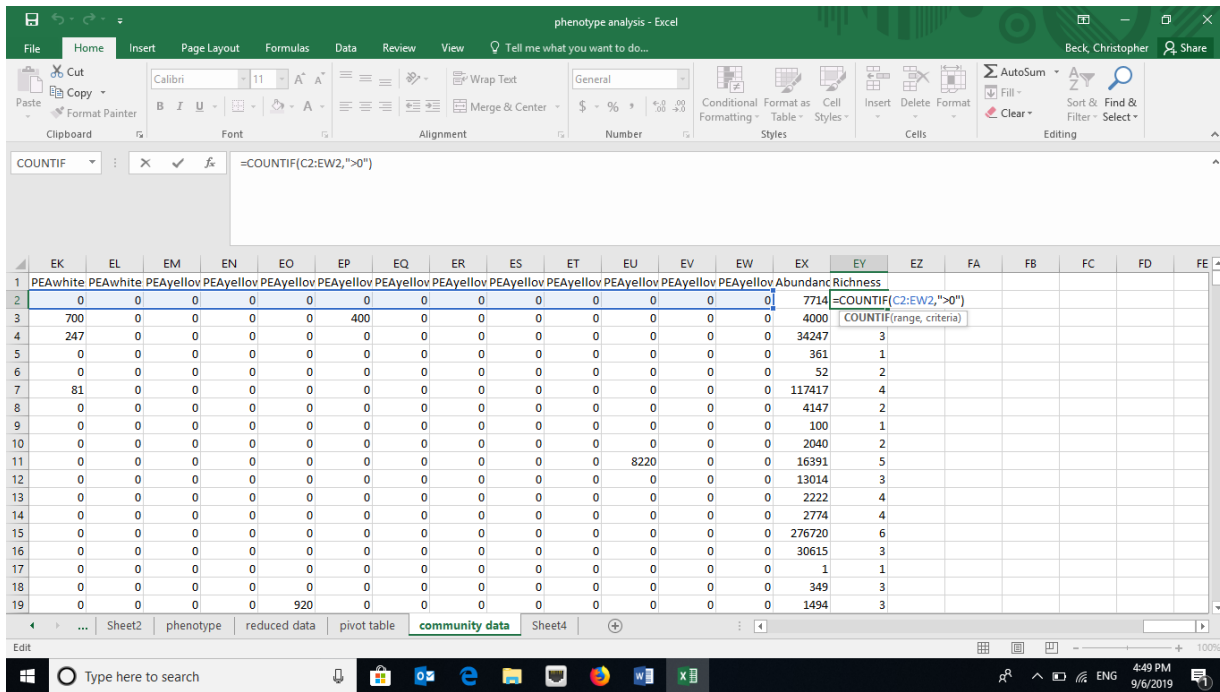 phenotype analysis - Excel
File Home Insert Page Layout Formulas Data Review View Tell me what you want to do... Beck, Christopher Share
Cut
Copy
Format Painter
Paste
Calibri 11 A A
B I U A
Wrap Text
Merge & Center
General
$ % , .0 .00 .00 .0
Conditional Formatting
Format as Table
Cell Styles
Insert Delete Format
AutoSum
Fill
Clear
Sort & Filter
Find & Select
Clipboard Font Alignment Number Styles Cells Editing
COUNTIF fx =COUNTIF(C2:EW2,">0")
EK EL EM EN EO EP EQ ER ES ET EU EV EW EX EY EZ FA FB FC FD FE
1 PEAwhite PEAwhite PEAyellov PEAyellov PEAyellov PEAyellov PEAyellov PEAyellov PEAyellov PEAyellov PEAyellov PEAyellov PEAyellov Abundanc Richness
2 0 0 0 0 0 0 0 0 0 0 0 0 0 7714 =COUNTIF(C2:EW2,">0")
3 700 0 0 0 0 400 0 0 0 0 0 0 0 4000 COUNTIF(range, criteria)
4 247 0 0 0 0 0 0 0 0 0 0 0 0 34247 3
5 0 0 0 0 0 0 0 0 0 0 0 0 0 361 1
6 0 0 0 0 0 0 0 0 0 0 0 0 0 52 2
7 81 0 0 0 0 0 0 0 0 0 0 0 0 117417 4
8 0 0 0 0 0 0 0 0 0 0 0 0 0 4147 2
9 0 0 0 0 0 0 0 0 0 0 0 0 0 100 1
10 0 0 0 0 0 0 0 0 0 0 0 0 0 2040 2
11 0 0 0 0 0 0 0 0 0 0 8220 0 0 16391 5
12 0 0 0 0 0 0 0 0 0 0 0 0 0 13014 3
13 0 0 0 0 0 0 0 0 0 0 0 0 0 2222 4
14 0 0 0 0 0 0 0 0 0 0 0 0 0 2774 4
15 0 0 0 0 0 0 0 0 0 0 0 0 0 276720 6
16 0 0 0 0 0 0 0 0 0 0 0 0 0 30615 3
17 0 0 0 0 0 0 0 0 0 0 0 0 0 1 1
18 0 0 0 0 0 0 0 0 0 0 0 0 0 349 3
19 0 0 0 0 920 0 0 0 0 0 0 0 0 1494 3
... Sheet2 phenotype reduced data pivot table community data Sheet4
Edit 100%
Type here to search
ENG
4:49 PM
9/6/2019
1